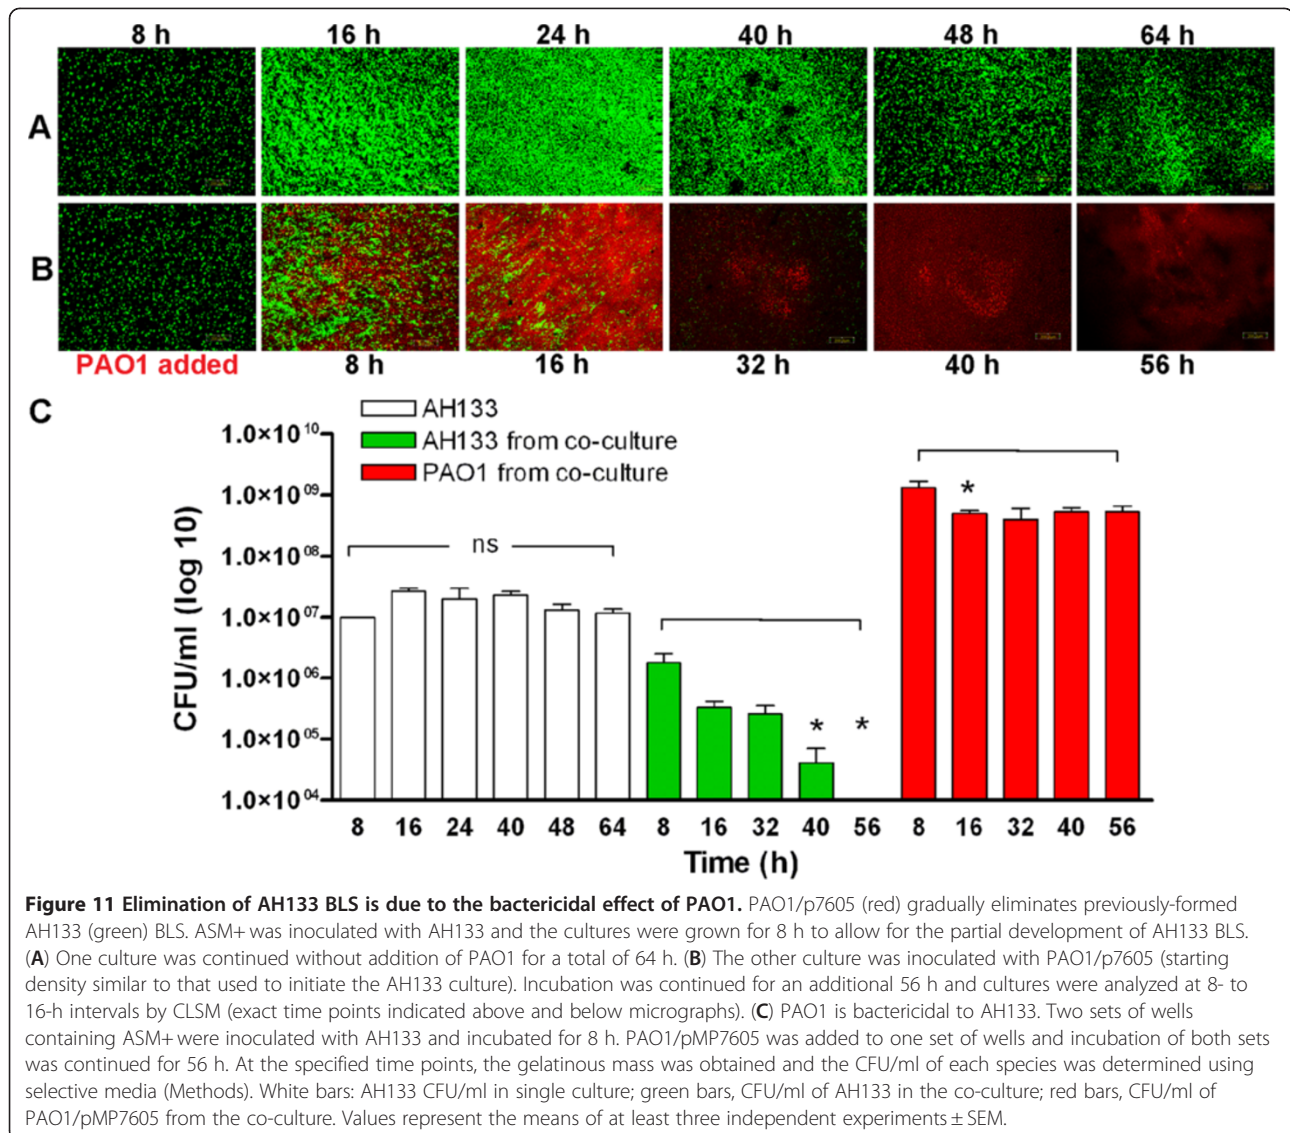 8 h 16 h 24 h 40 h 48 h 64 h
A
B
PAO1 added 8 h 16 h 32 h 40 h 56 h
C
AH133
AH133 from co-culture
PAO1 from co-culture
1.0×10 10
1.0×10 09
1.0×10 08
1.0×10 07
1.0×10 06
1.0×10 05
1.0×10 04
CFU/ml (log 10)
ns
*
*
*
8 16 24 40 48 64 8 16 32 40 56 8 16 32 40 56
Time (h)
Figure 11 Elimination of AH133 BLS is due to the bactericidal effect of PAO1. PAO1/p7605 (red) gradually eliminates previously-formed
AH133 (green) BLS. ASM+ was inoculated with AH133 and the cultures were grown for 8 h to allow for the partial development of AH133 BLS.
(A) One culture was continued without addition of PAO1 for a total of 64 h. (B) The other culture was inoculated with PAO1/p7605 (starting
density similar to that used to initiate the AH133 culture). Incubation was continued for an additional 56 h and cultures were analyzed at 8- to
16-h intervals by CLSM (exact time points indicated above and below micrographs). (C) PAO1 is bactericidal to AH133. Two sets of wells
containing ASM+ were inoculated with AH133 and incubated for 8 h. PAO1/pMP7605 was added to one set of wells and incubation of both sets
was continued for 56 h. At the specified time points, the gelatinous mass was obtained and the CFU/ml of each species was determined using
selective media (Methods). White bars: AH133 CFU/ml in single culture; green bars, CFU/ml of AH133 in the co-culture; red bars, CFU/ml of
PAO1/pMP7605 from the co-culture. Values represent the means of at least three independent experiments ± SEM.